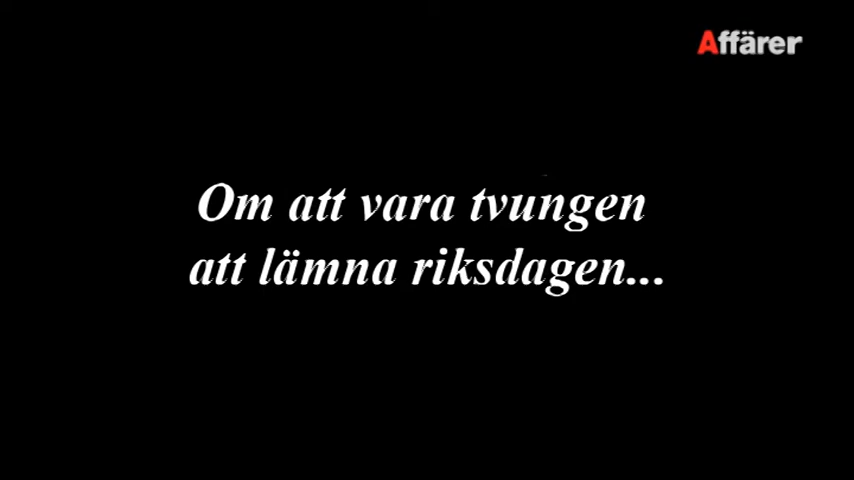 Affärer
Om att vara tvungen
att lämna riksdagen...